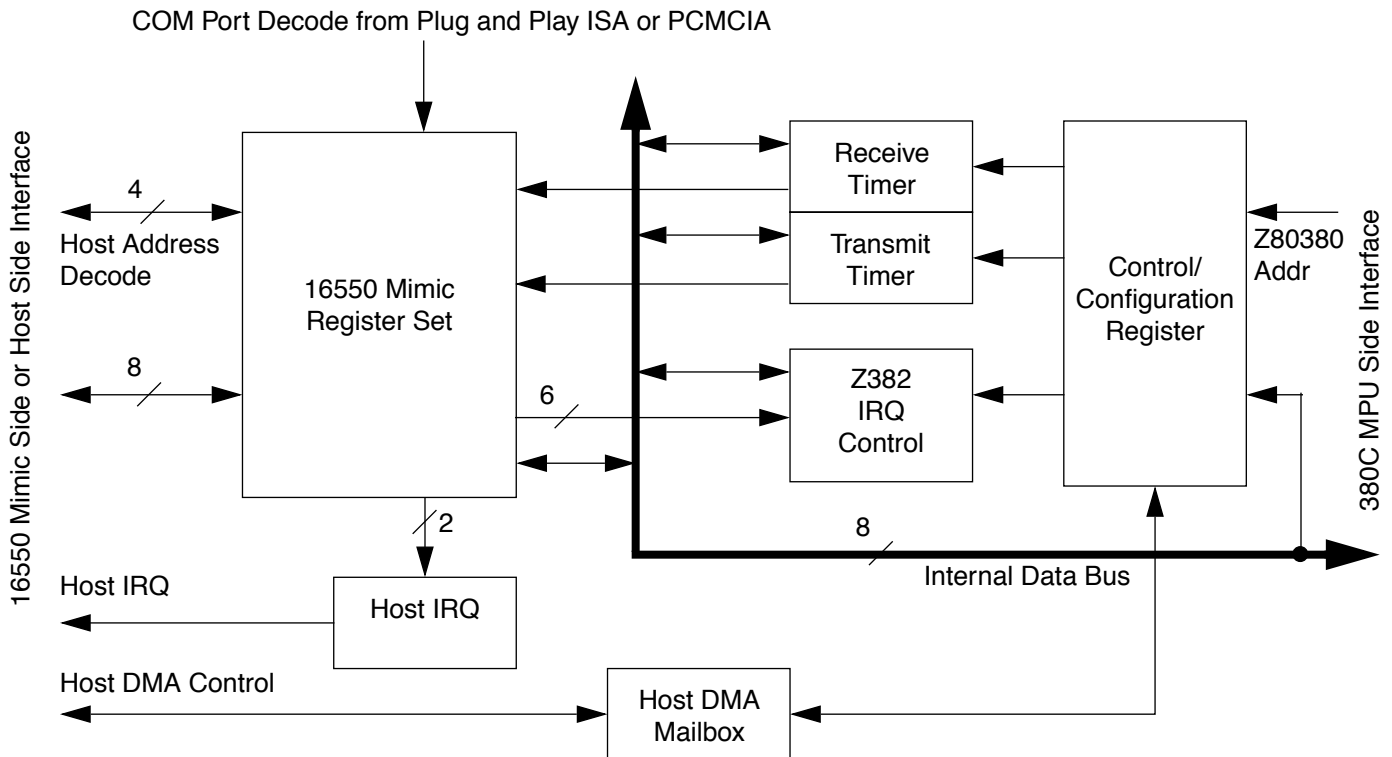 COM Port Decode from Plug and Play ISA or PCMCIA
16550 Mimic Side or Host Side Interface
4
Host Address
Decode
8
16550 Mimic
Register Set
6
2
Receive
Timer
Transmit
Timer
Z382
IRQ
Control
Control/
Configuration
Register
Z80380
Addr
380C MPU Side Interface
8
Internal Data Bus
Host IRQ
Host IRQ
Host DMA Control
Host DMA
Mailbox